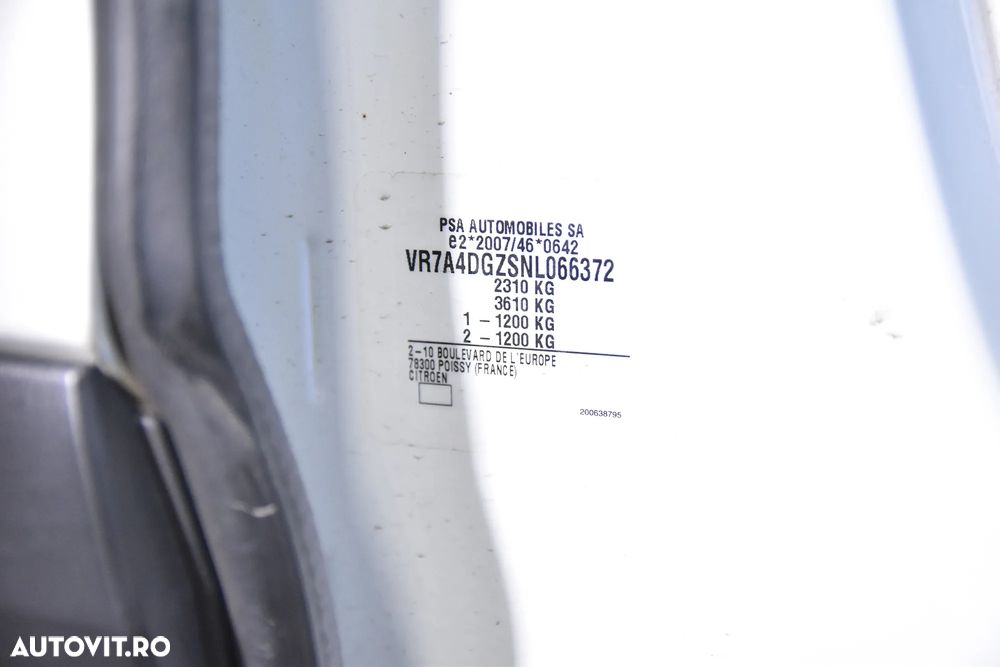 PSA AUTOMOBILES SA
e2*2007/46*0642
VR7A4DGZSNL066372
2310 KG
3610 KG
1 - 1200 KG
2 - 1200 KG
2-10 BOULEVARD DE L'EUROPE
78300 POISSY (FRANCE)
CITROEN
200638795
AUTOVIT.RO